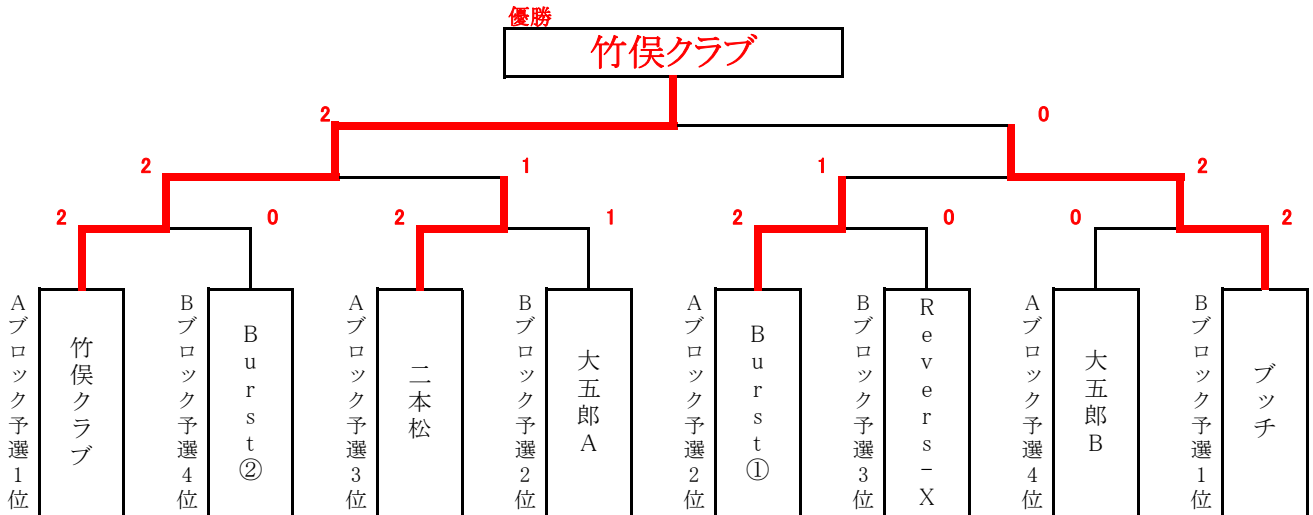 優勝
竹俣クラブ
2
0
2
1
1
2
2
0
2
1
2
0
0
2
Aブロック予選1位
竹俣クラブ
Bブロック予選4位
Burst②
Aブロック予選3位
二本松
Bブロック予選2位
大五郎A
Aブロック予選2位
Burst①
Bブロック予選3位
Revers-X
Aブロック予選4位
大五郎B
Bブロック予選1位
ブッチ